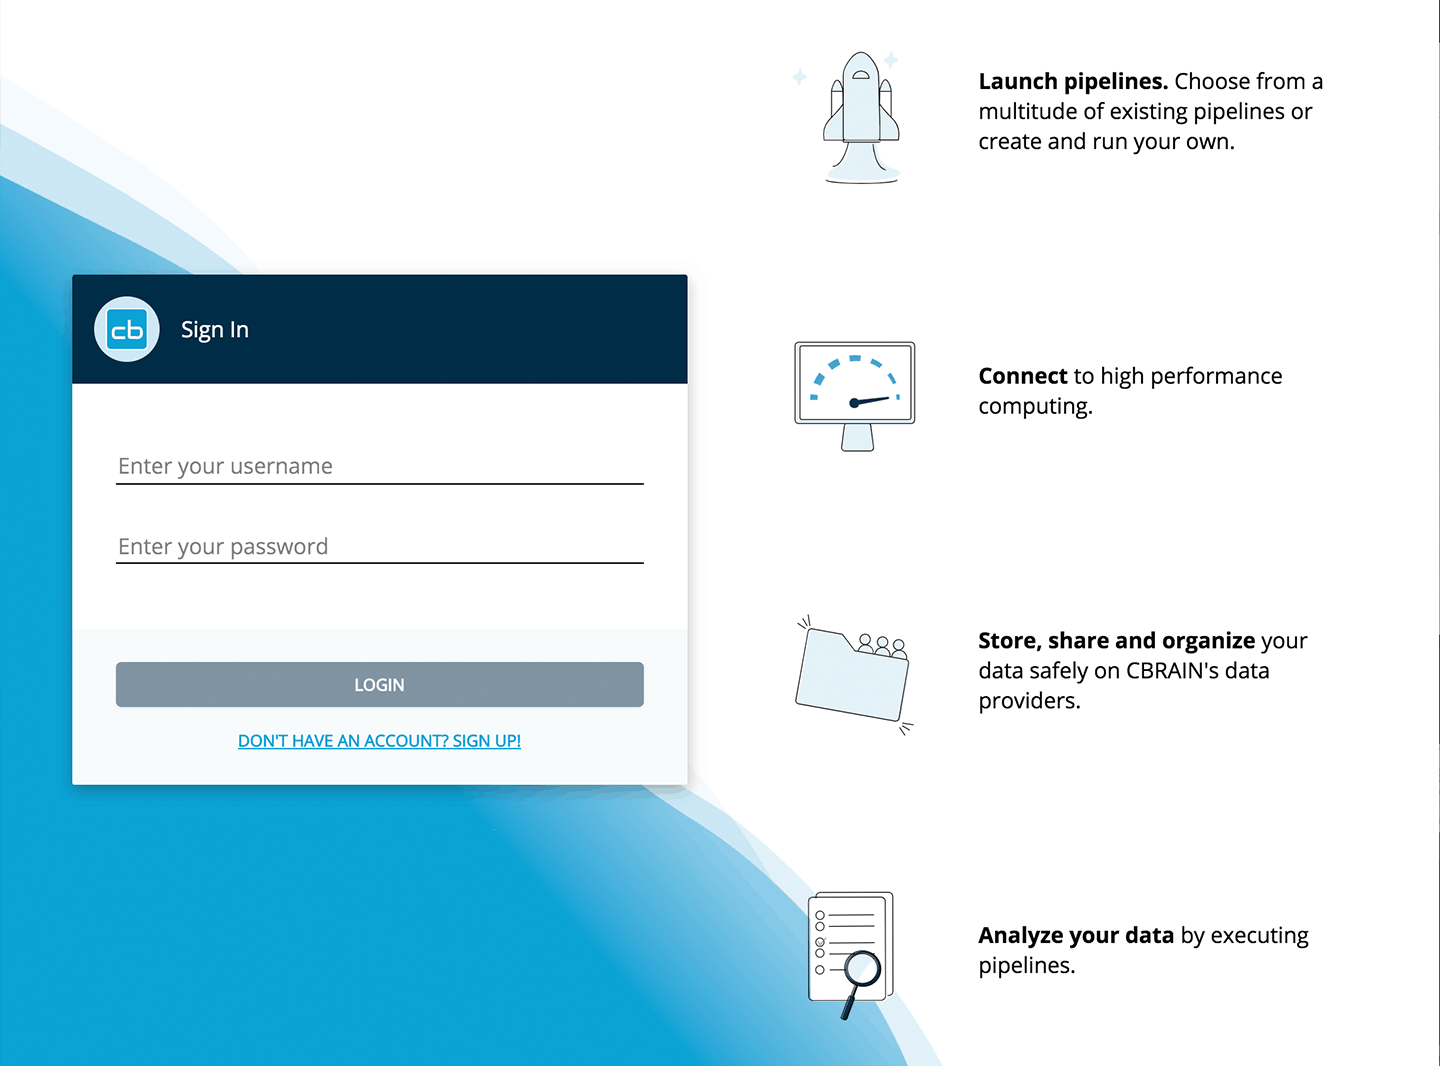 cb
Sign In
Enter your username
Enter your password
LOGIN
DON'T HAVE AN ACCOUNT? SIGN UP!
Launch pipelines. Choose from a
multitude of existing pipelines or
create and run your own.
Connect to high performance
computing.
Store, share and organize your
data safely on CBRAIN's data
providers.
Analyze your data by executing
pipelines.